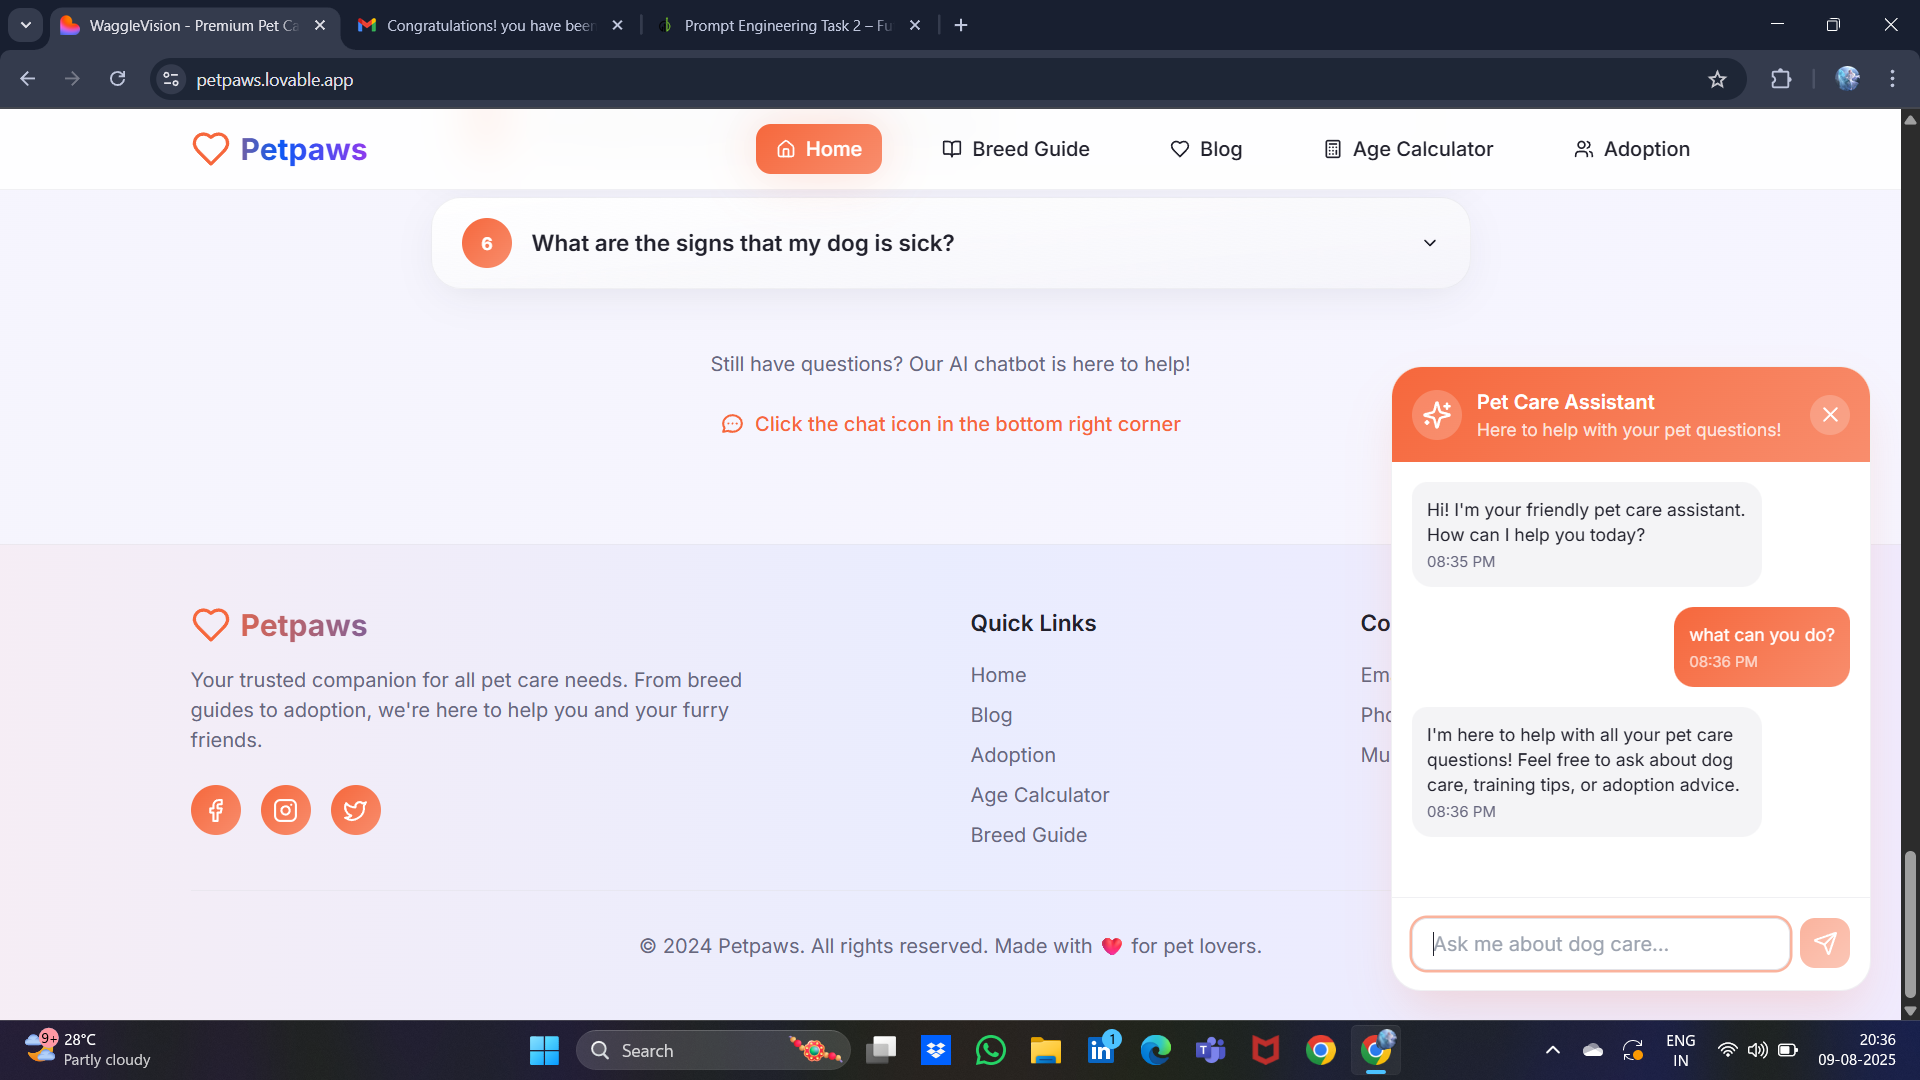 WaggleVision - Premium Pet Ca
Congratulations! you have been
Prompt Engineering Task 2 – Fu
petpaws.lovable.app
Petpaws
Home
Breed Guide
Blog
Age Calculator
Adoption
6
What are the signs that my dog is sick?
Still have questions? Our AI chatbot is here to help!
Click the chat icon in the bottom right corner
Petpaws
Your trusted companion for all pet care needs. From breed
guides to adoption, we're here to help you and your furry
friends.
Quick Links
Home
Blog
Adoption
Age Calculator
Breed Guide
Co
Em
Pho
Mu
© 2024 Petpaws. All rights reserved. Made with ❤️ for pet lovers.
Pet Care Assistant
Here to help with your pet questions!
Hi! I'm your friendly pet care assistant.
How can I help you today?
08:35 PM
what can you do?
08:36 PM
I'm here to help with all your pet care
questions! Feel free to ask about dog
care, training tips, or adoption advice.
08:36 PM
Ask me about dog care...
9+
28°C
Partly cloudy
Search
1
ENG
IN
20:36
09-08-2025